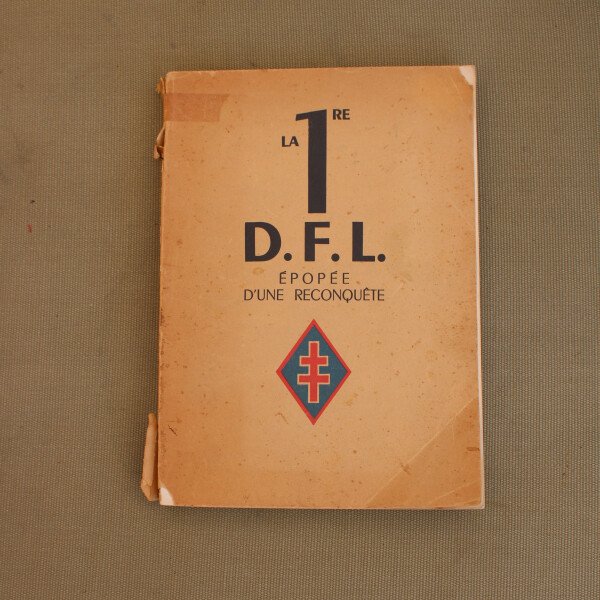 LA 1RE
D.F.L.
ÉPOPÉE
D'UNE RECONQUÊTE